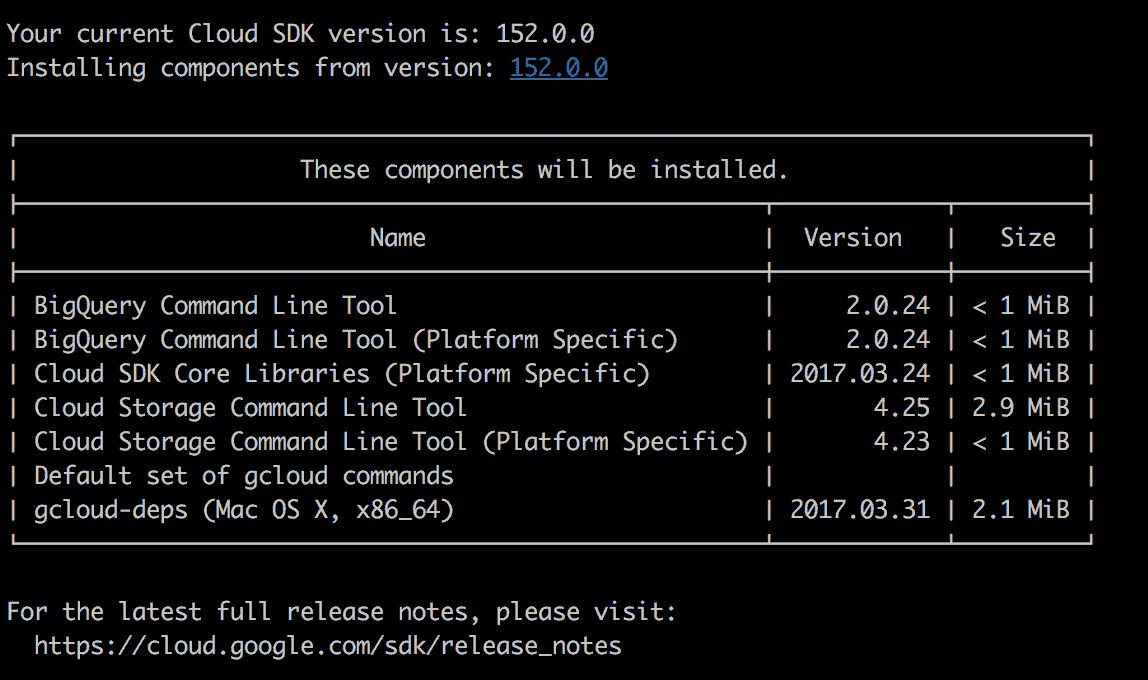 Your current Cloud SDK version is: 152.0.0
Installing components from version: 152.0.0
These components will be installed.
Name | Version | Size
BigQuery Command Line Tool | 2.0.24 | < 1 MiB
BigQuery Command Line Tool (Platform Specific) | 2.0.24 | < 1 MiB
Cloud SDK Core Libraries (Platform Specific) | 2017.03.24 | < 1 MiB
Cloud Storage Command Line Tool | 4.25 | 2.9 MiB
Cloud Storage Command Line Tool (Platform Specific) | 4.23 | < 1 MiB
Default set of gcloud commands | | |
gcloud-deps (Mac OS X, x86_64) | 2017.03.31 | 2.1 MiB
For the latest full release notes, please visit:
https://cloud.google.com/sdk/release_notes